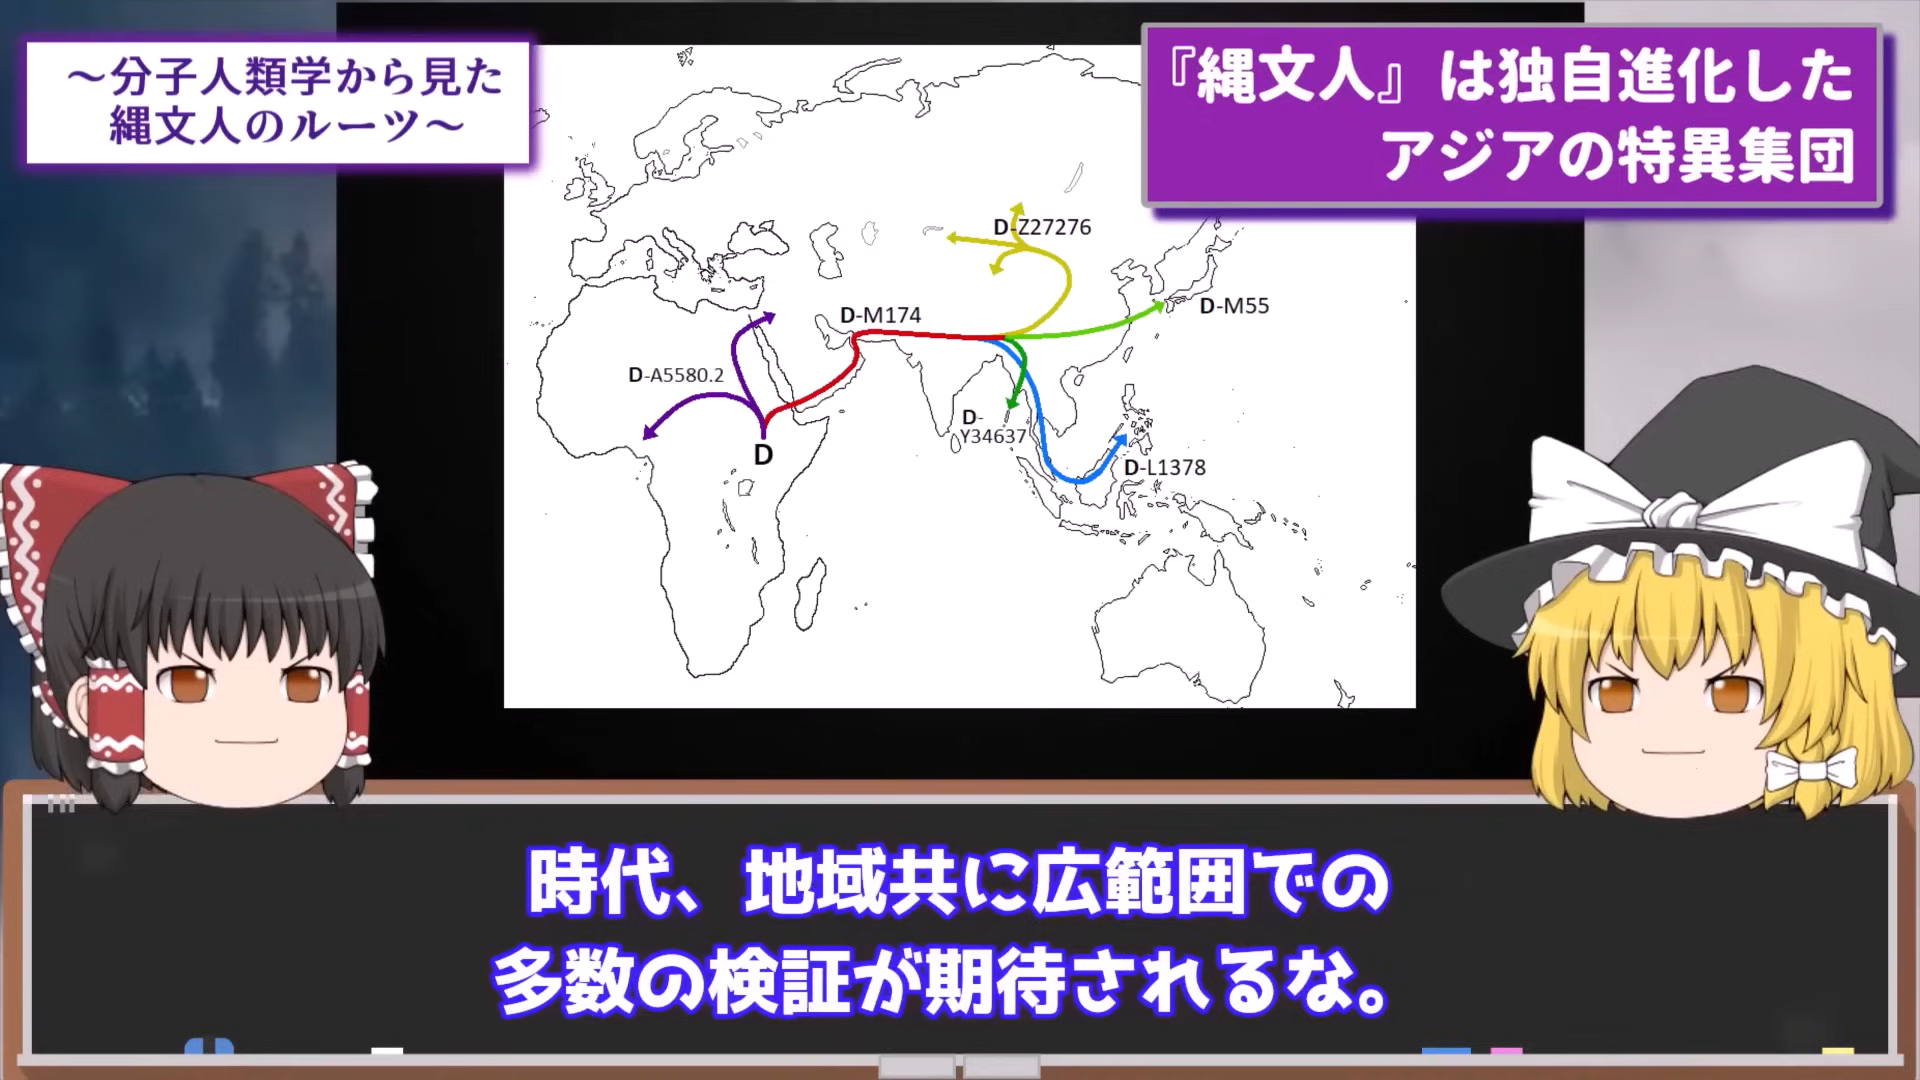 ～分子人類学から見た
縄文人のルーツ～
『縄文人』は独自進化した
アジアの特異集団
D-Z27276
D-M55
D-M174
D-A5580.2
D-
Y34637
D
D-L1378
時代、地域共に広範囲での
多数の検証が期待されるな。